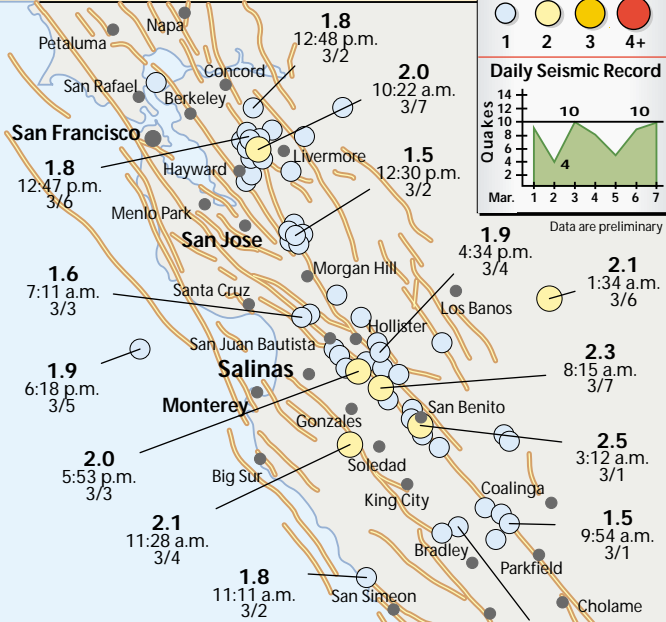 Napa
Petaluma
San Rafael
Concord
Berkeley
San Francisco
Hayward
Livermore
Menlo Park
San Jose
Morgan Hill
Santa Cruz
Los Banos
Hollister
San Juan Bautista
Salinas
Monterey
San Benito
Gonzales
Soledad
Big Sur
King City
Coalinga
Bradley
Parkfield
San Simeon
Cholame
1.8
12:48 p.m.
3/2
2.0
10:22 a.m.
3/7
1.8
12:47 p.m.
3/6
1.5
12:30 p.m.
3/2
1.9
4:34 p.m.
3/4
2.1
1:34 a.m.
3/6
1.6
7:11 a.m.
3/3
1.9
6:18 p.m.
3/5
2.3
8:15 a.m.
3/7
2.0
5:53 p.m.
3/3
2.5
3:12 a.m.
3/1
2.1
11:28 a.m.
3/4
1.5
9:54 a.m.
3/1
1.8
11:11 a.m.
3/2
1 2 3 4+
Daily Seismic Record
Quakes
14
12
10
8
6
4
2
10 10
4
Mar. 1 2 3 4 5 6 7
Data are preliminary